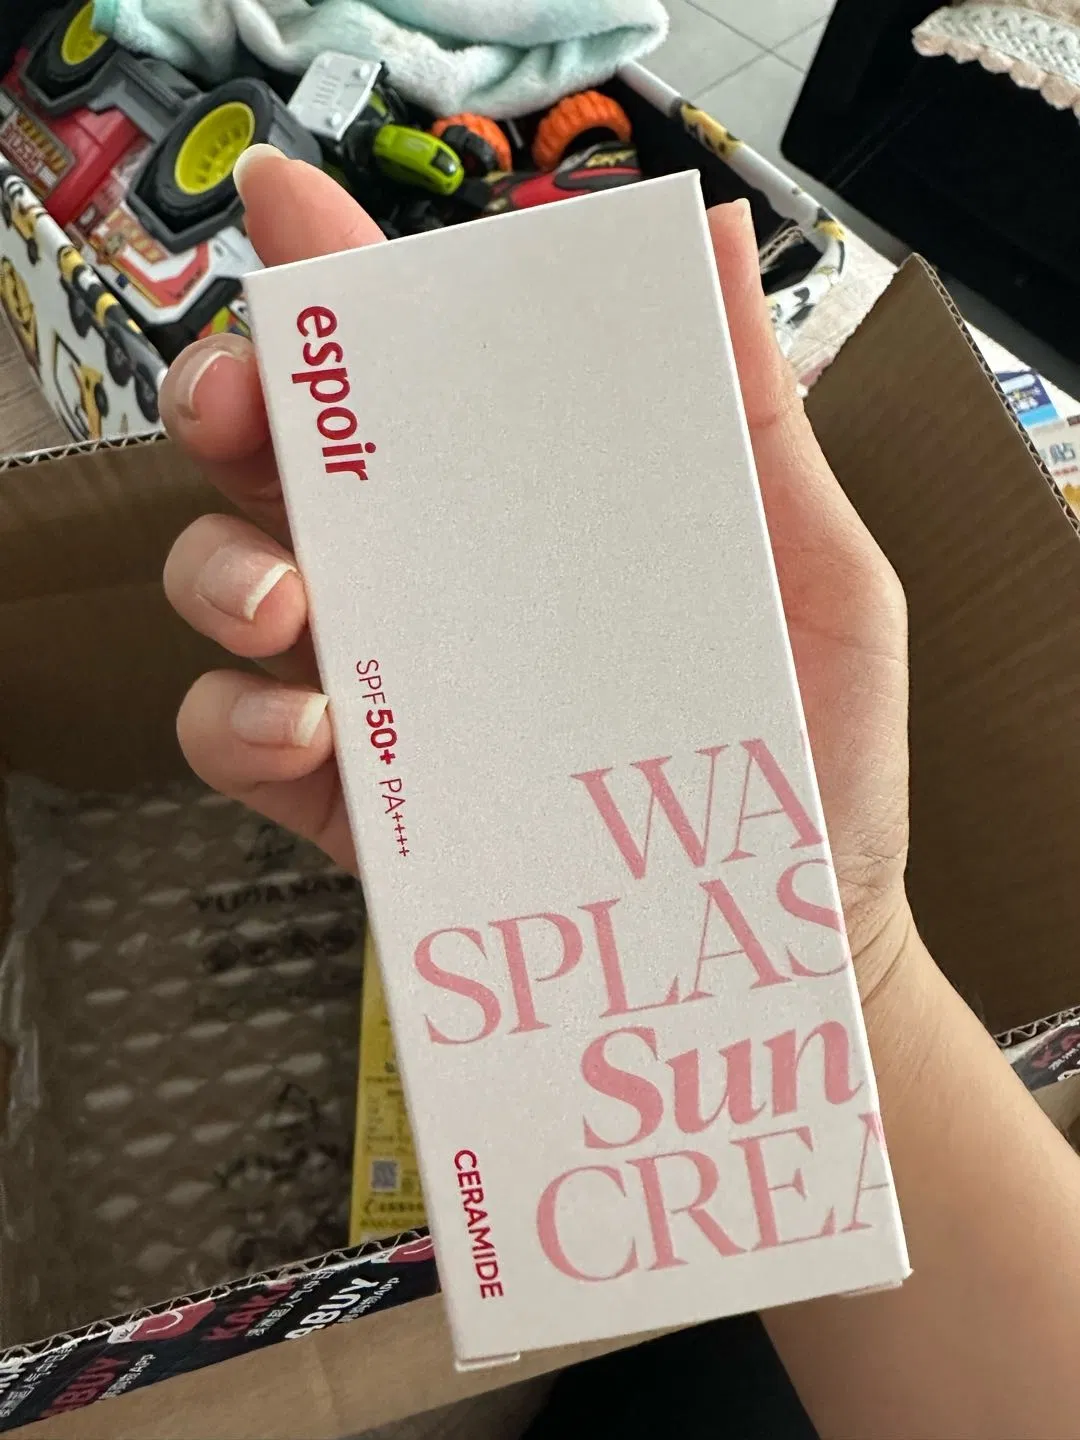 espoir
SPF50+ PA++++
WA
SPLAS
Sun
CREA
CERAMIDE